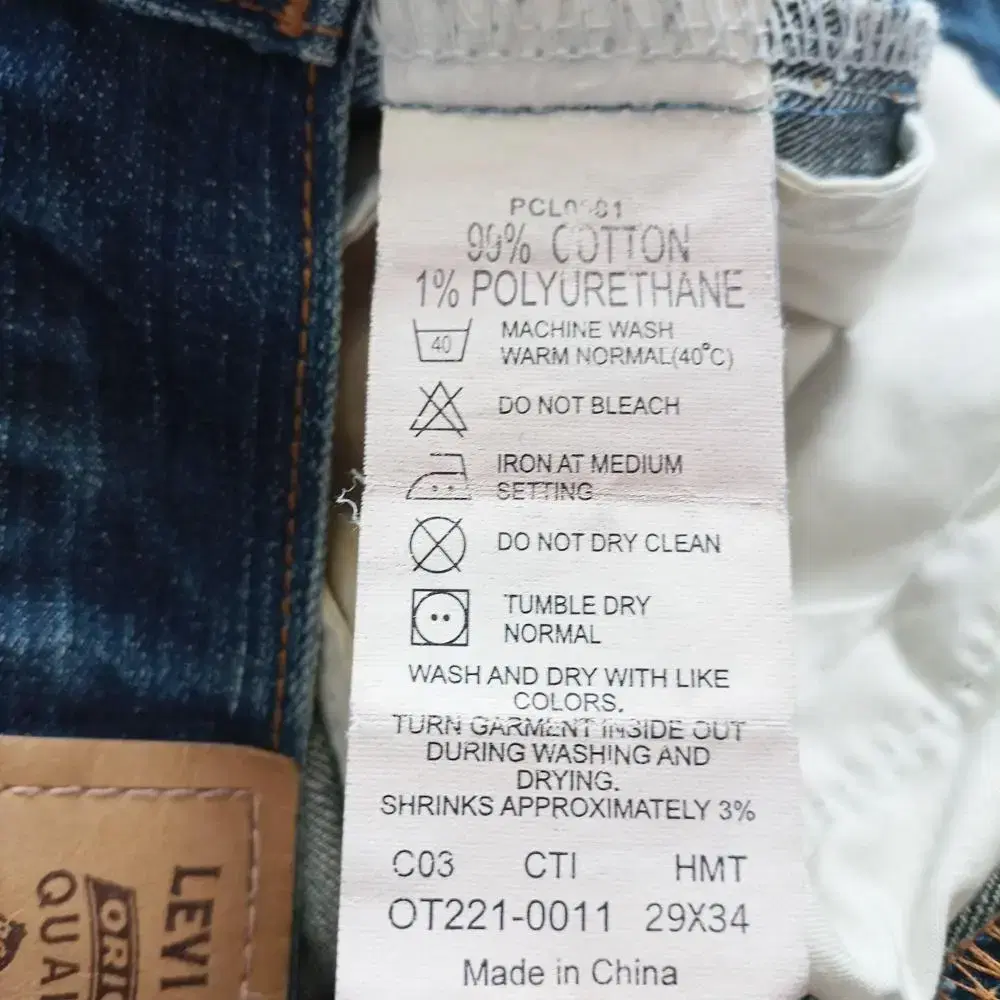 99% COTTON
1% POLYURETHANE
40
MACHINE WASH
WARM NORMAL(40°C)
DO NOT BLEACH
IRON AT MEDIUM
SETTING
DO NOT DRY CLEAN
TUMBLE DRY
NORMAL
WASH AND DRY WITH LIKE
COLORS.
TURN GARMENT INSIDE OUT
DURING WASHING AND
DRYING.
SHRINKS APPROXIMATELY 3%
C03 CTI HMT
OT221-0011 29X34
Made in China
LEVI
ORIG
QUA